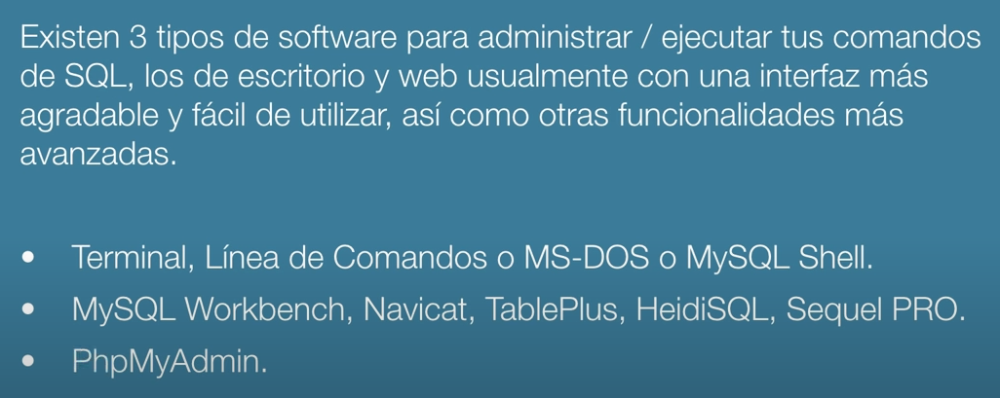 Existen 3 tipos de software para administrar / ejecutar tus comandos
de SQL, los de escritorio y web usualmente con una interfaz más
agradable y fácil de utilizar, así como otras funcionalidades más
avanzadas.
• Terminal, Línea de Comandos o MS-DOS o MySQL Shell.
• MySQL Workbench, Navicat, TablePlus, HeidiSQL, Sequel PRO.
• PhpMyAdmin.